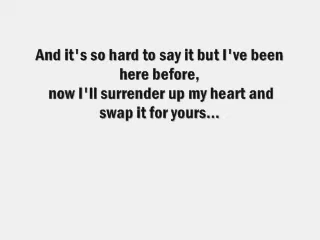 And it's so hard to say it but I've been
here before,
now I'll surrender up my heart and
swap it for yours...